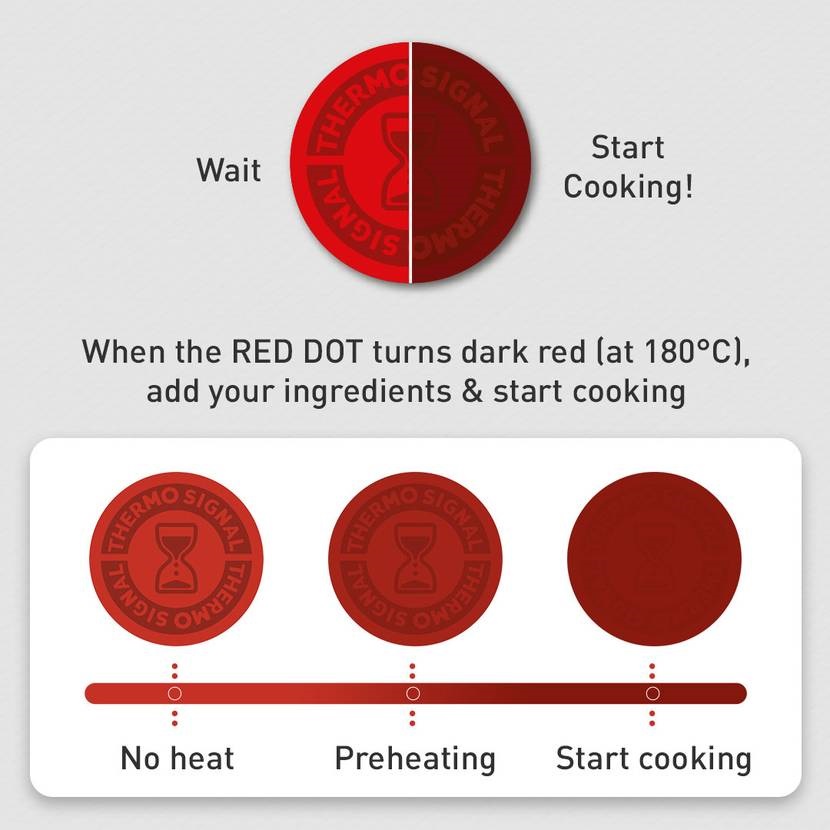 THERMO SIGNAL
THERMO SIGNAL
Wait
Start
Cooking!
When the RED DOT turns dark red (at 180°C),
add your ingredients & start cooking
THERMO SIGNAL
THERMO SIGNAL
THERMO SIGNAL
THERMO SIGNAL
No heat
Preheating
Start cooking